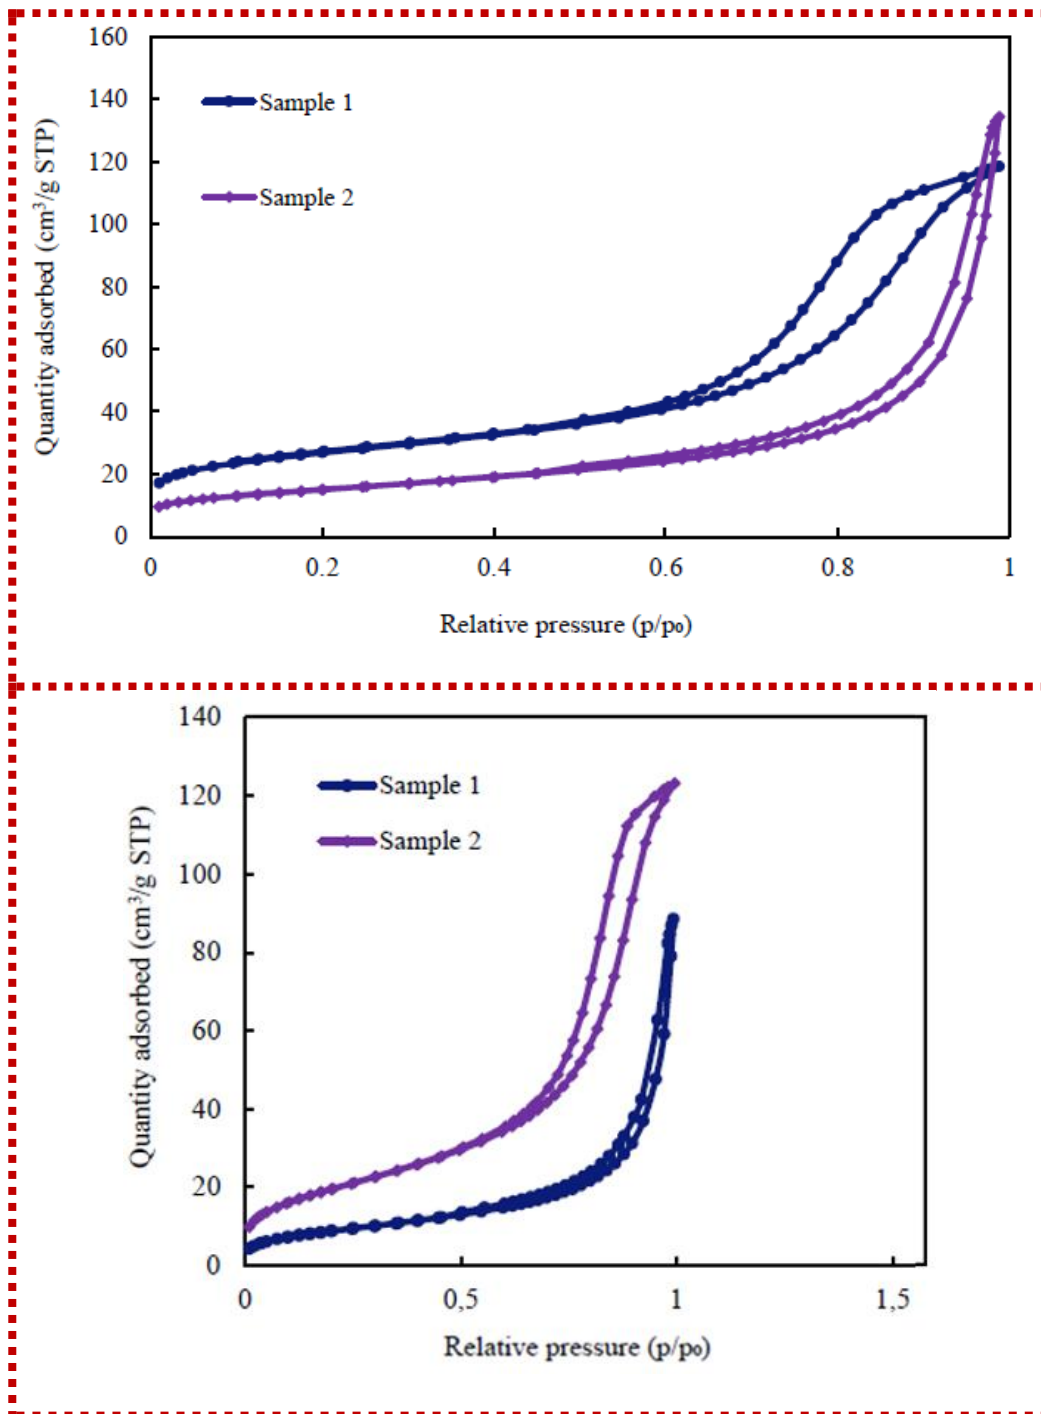 160
140
120
100
80
60
40
20
0
Quantity adsorbed (cm³/g STP)
Sample 1
Sample 2
0 0.2 0.4 0.6 0.8 1
Relative pressure (p/p₀)
140
120
100
80
60
40
20
0
Quantity adsorbed (cm³/g STP)
Sample 1
Sample 2
0 0,5 1 1,5
Relative pressure (p/p₀)